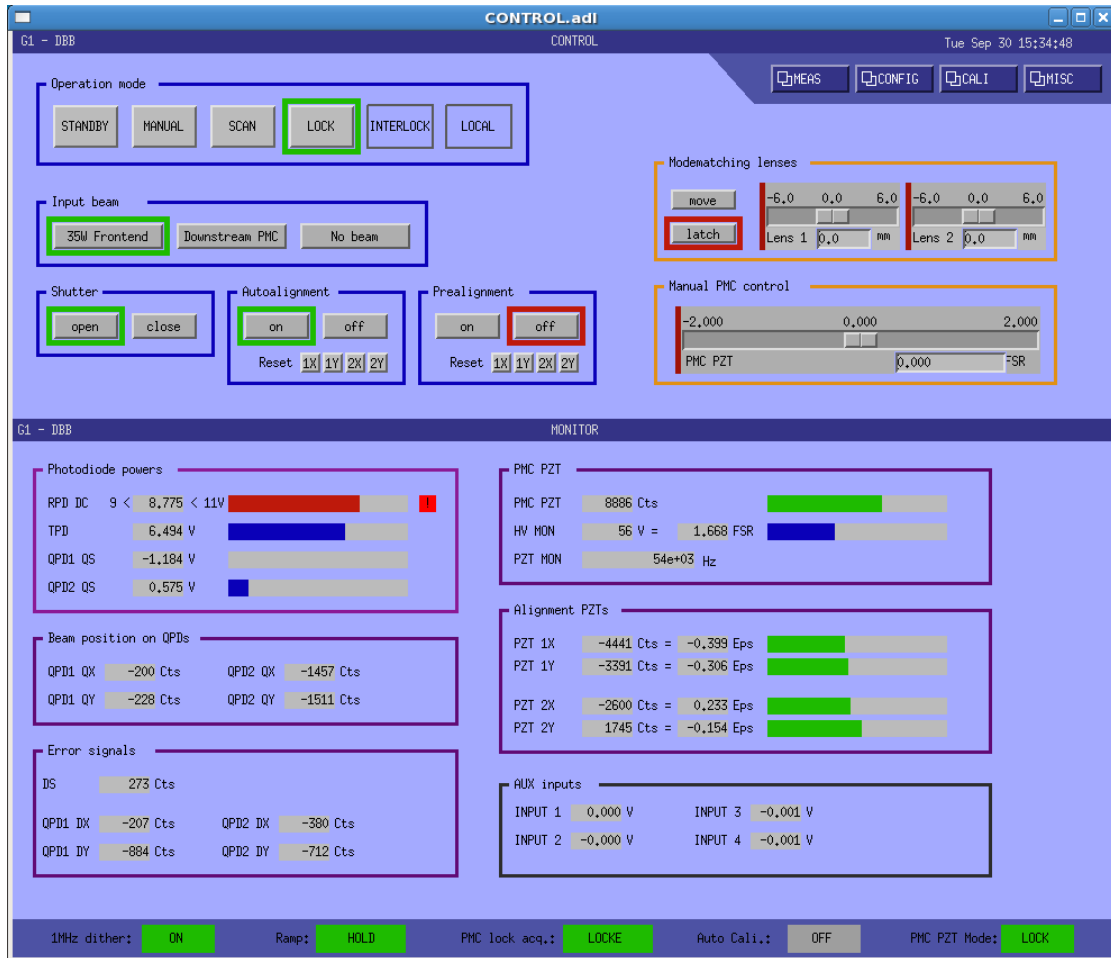 CONTROL.adl
G1 - DBB CONTROL Tue Sep 30 15:34:48
MEAS CONFIG CALI MISC
Operation mode
STANDBY MANUAL SCAN LOCK INTERLOCK LOCAL
Modematching lenses
move -6.0 0.0 6.0 -6.0 0.0 6.0
latch Lens 1 0.0 mm Lens 2 0.0 mm
Input beam
35W Frontend Downstream PMC No beam
Shutter
open close
Autoalignment
on off
Reset 1X 1Y 2X 2Y
Prealignment
on off
Reset 1X 1Y 2X 2Y
Manual PMC control
-2.000 0.000 2.000
PMC PZT 0.000 FSR
G1 - DBB MONITOR
Photodiode powers
RPD DC 9 < 8.775 < 11V !
TPD 6.494 V
QPD1 QS -1.184 V
QPD2 QS 0.575 V
PMC PZT
PMC PZT 8886 Cts
HV MON 56 V = 1.668 FSR
PZT MON 54e+03 Hz
Beam position on QPDs
QPD1 QX -200 Cts QPD2 QX -1457 Cts
QPD1 QY -228 Cts QPD2 QY -1511 Cts
Alignment PZTs
PZT 1X -4441 Cts = -0.399 Eps
PZT 1Y -3391 Cts = -0.306 Eps
PZT 2X -2600 Cts = 0.233 Eps
PZT 2Y 1745 Cts = -0.154 Eps
Error signals
DS 273 Cts
QPD1 DX -207 Cts QPD2 DX -380 Cts
QPD1 DY -884 Cts QPD2 DY -712 Cts
AUX inputs
INPUT 1 0.000 V INPUT 3 -0.001 V
INPUT 2 -0.000 V INPUT 4 -0.001 V
1MHz dither: ON Ramp: HOLD PMC lock acq.: LOCKE Auto Cali.: OFF PMC PZT Mode: LOCK